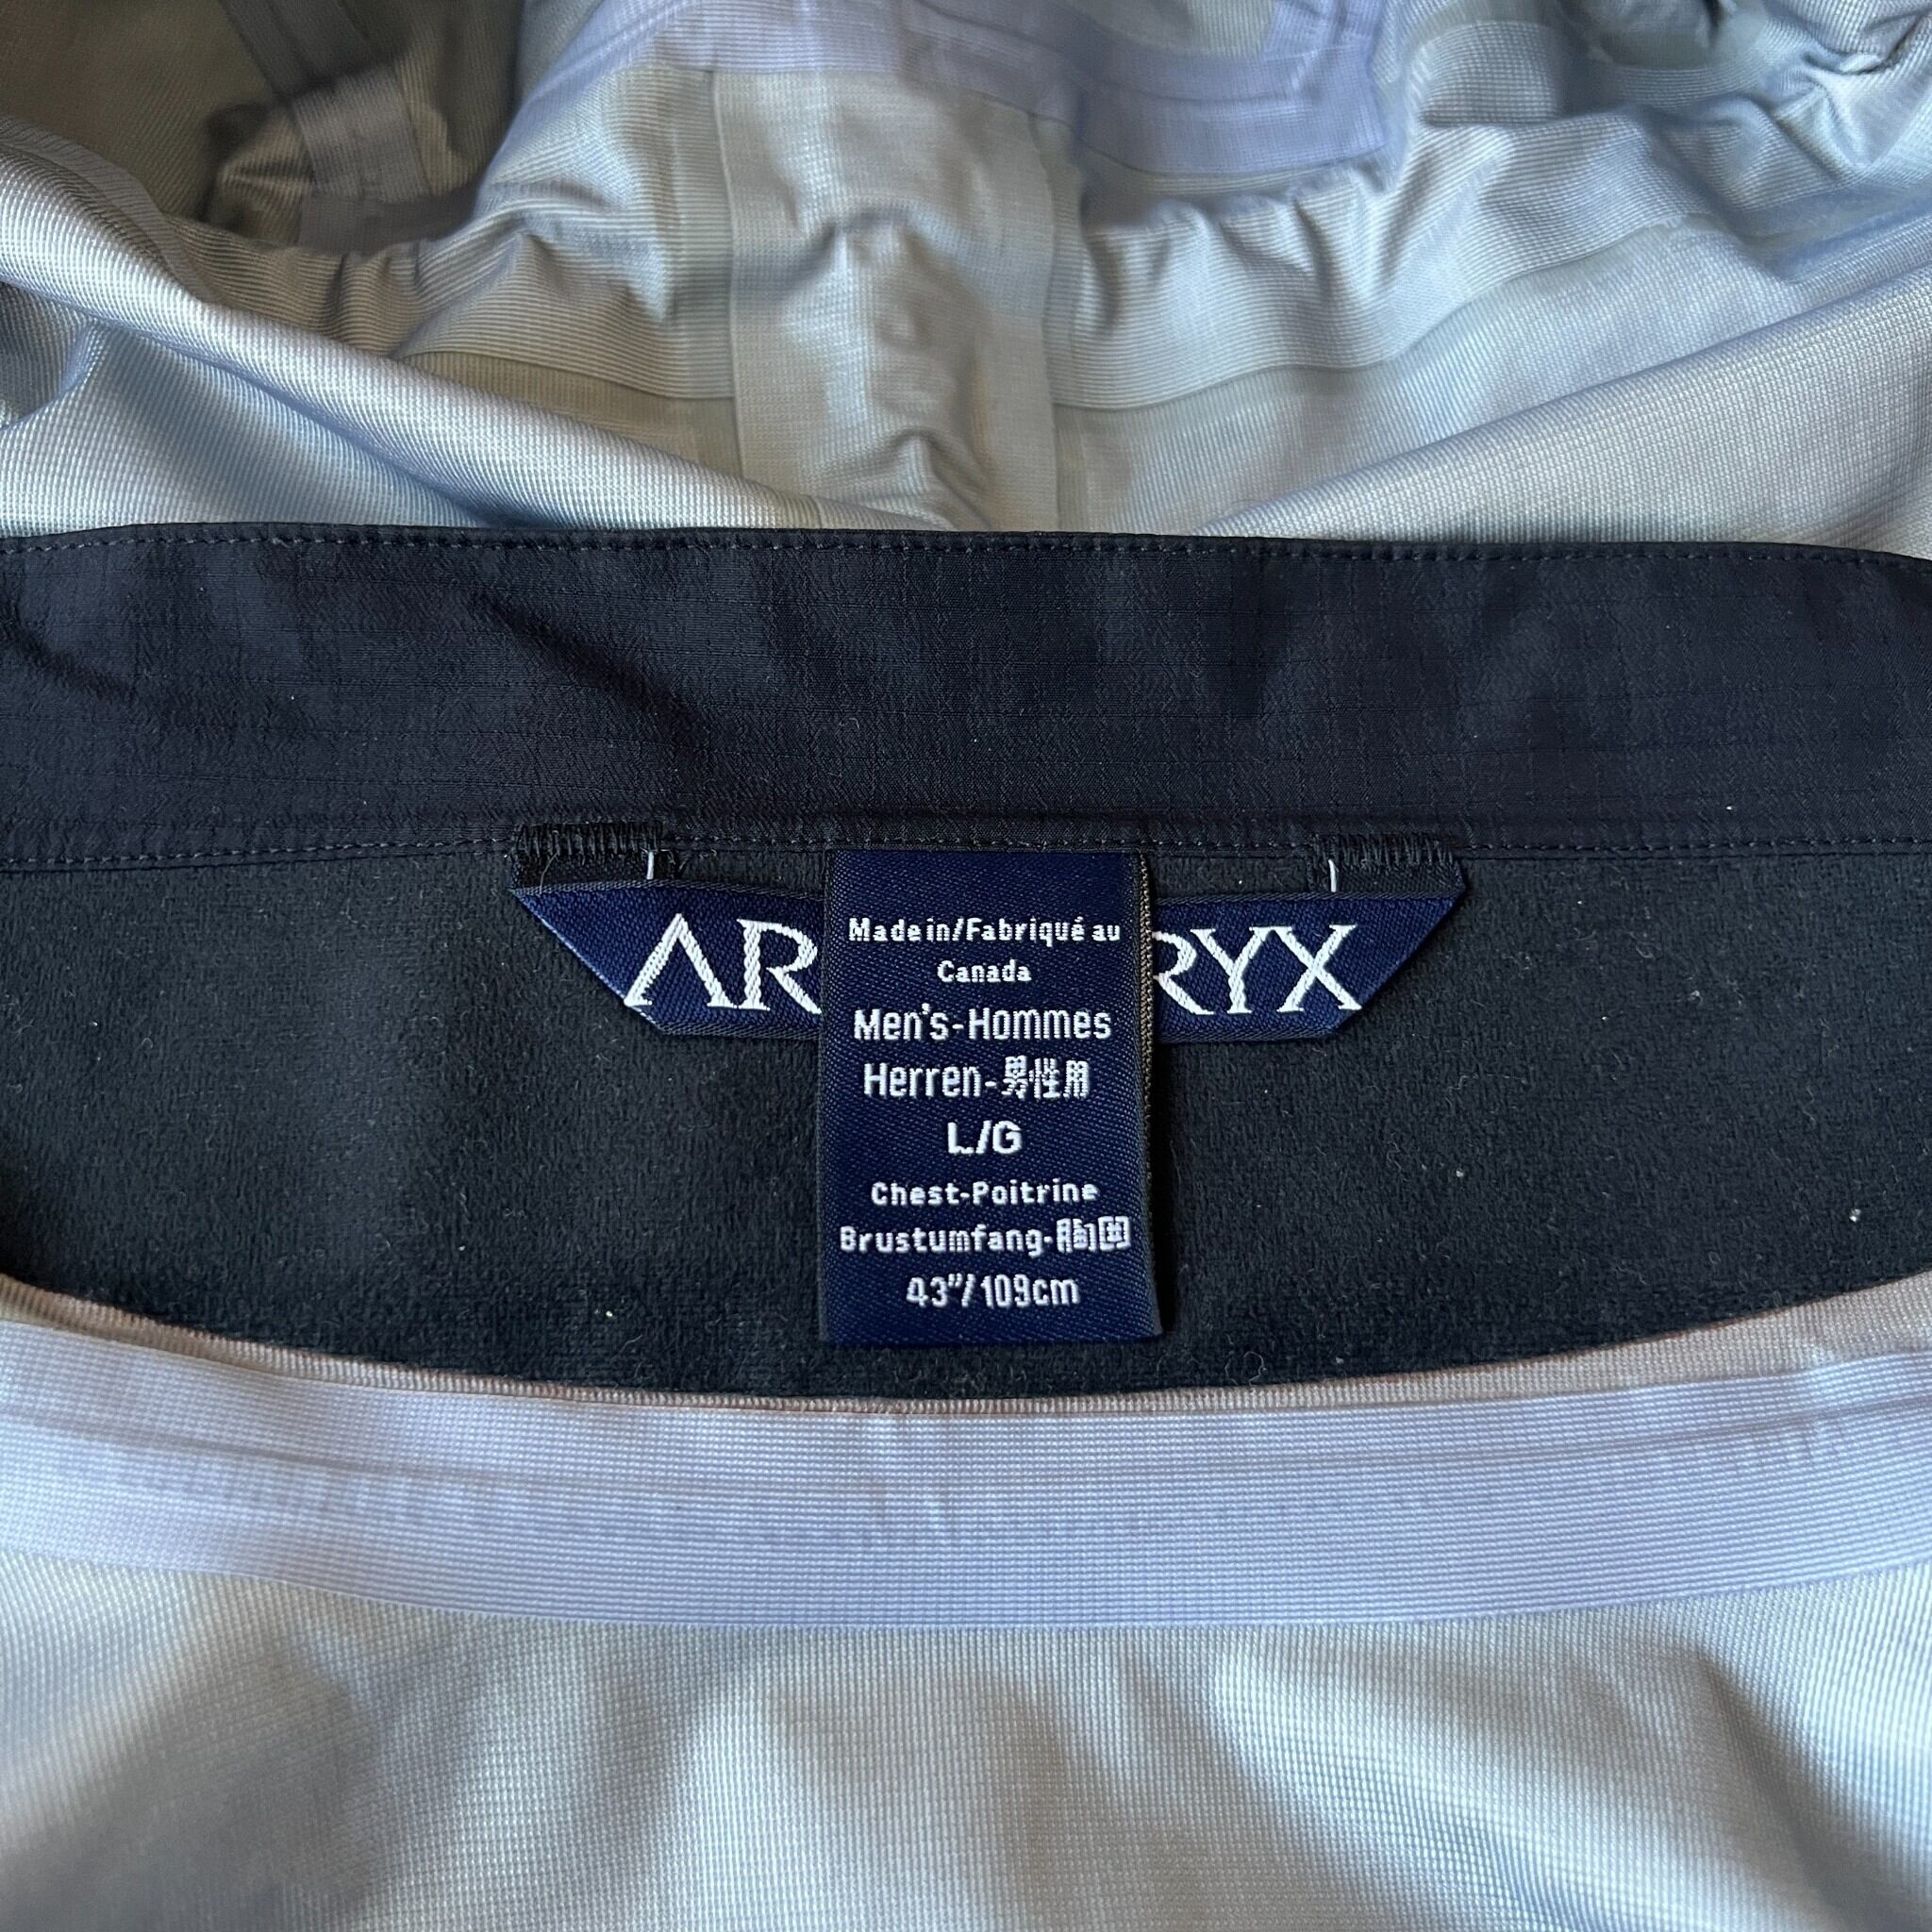 AR RYX
Made in/Fabriqué au
Canada
Men's-Hommes
Herren-男性用
L/G
Chest-Poitrine
Brustumfang-胸囲
43"/109cm